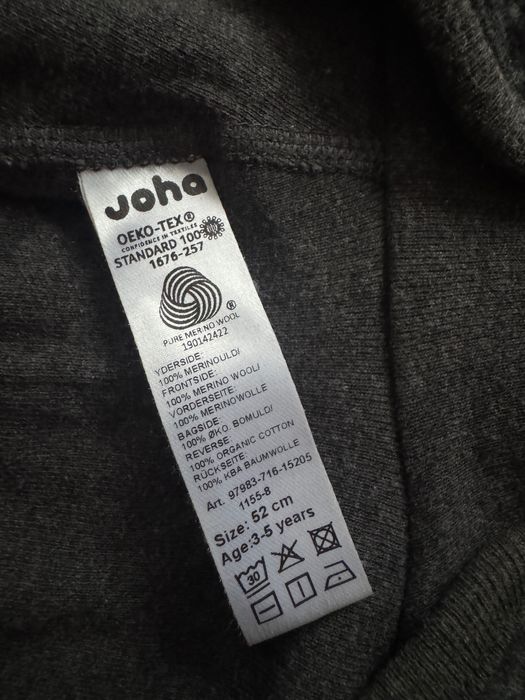 Joha
OEKO-TEX®
CONFIDENCE IN TEXTILES
STANDARD 100
1676-257
®
PURE MERINO WOOL
190142422
YDERSIDE:
100% MERINOULD/
FRONTSIDE:
100% MERINO WOOL/
VORDERSEITE:
100% MERINOWOLLE
BAGSIDE:
100% ØKO. BOMULD/
REVERSE:
100% ORGANIC COTTON
RÜCKSEITE:
100% KBA BAUMWOLLE
Art. 97983-716-15205
1155-8
Size: 52 cm
Age:3-5 years
30